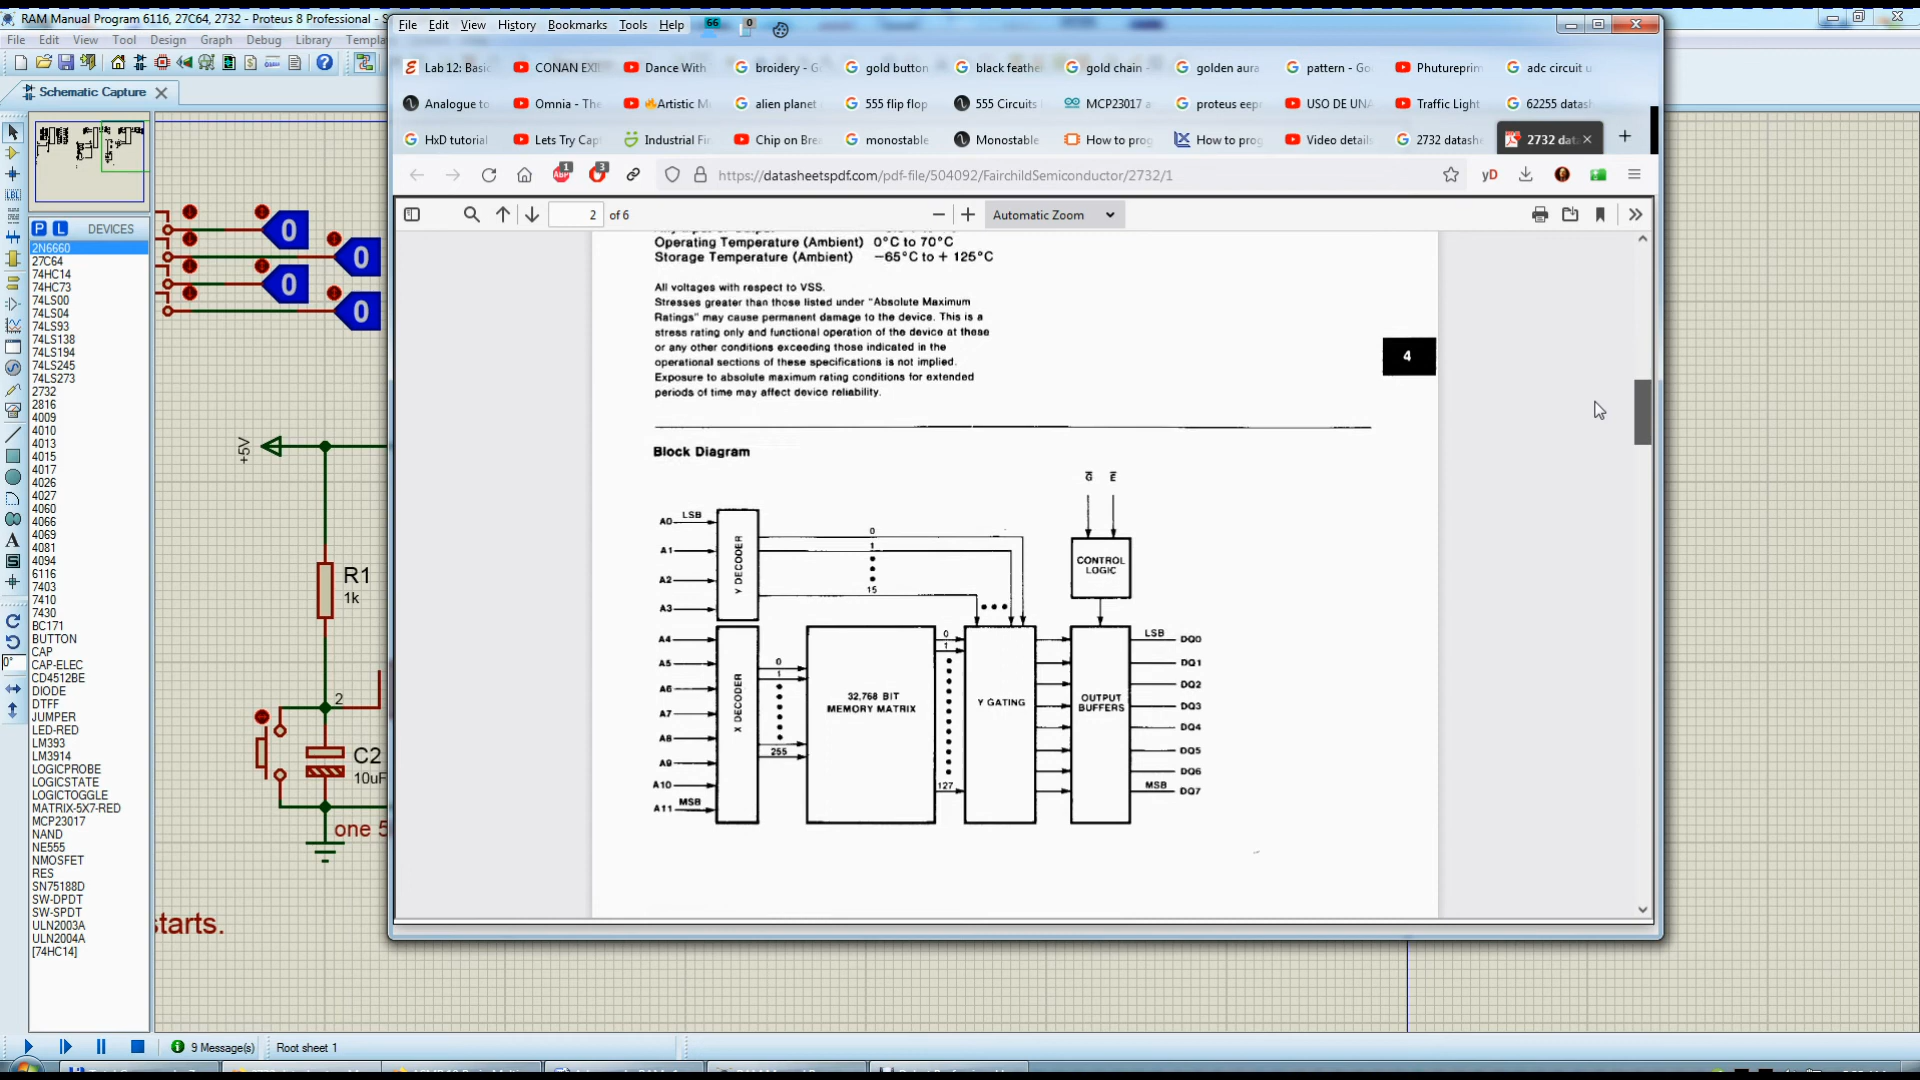 RAM Manual Program 6116, 27C64, 2732 - Proteus 8 Professional - S
File Edit View Tool Design Graph Debug Library Templa
Schematic Capture
File Edit View History Bookmarks Tools Help 66 0
Lab 12: Basic YouTube CONAN EXI Dance With broidery - G gold button black feathe gold chain - golden aura pattern - Go Phutureprim adc circuit u
Analogue to Omnia - The Artistic M alien planet 555 flip flop 555 Circuits MCP23017 a proteus eepr USO DE UNA Traffic Light 62255 datash
HxD tutorial Lets Try Cap Industrial Fir Chip on Brea monostable Monostable How to prog How to prog Video details 2732 datashe 2732 dat
https://datasheetspdf.com/pdf-file/504092/FairchildSemiconductor/2732/1
2 of 6 Automatic Zoom
Operating Temperature (Ambient) 0°C to 70°C
Storage Temperature (Ambient) −65°C to + 125°C
All voltages with respect to VSS.
Stresses greater than those listed under "Absolute Maximum
Ratings" may cause permanent damage to the device. This is a
stress rating only and functional operation of the device at these
or any other conditions exceeding those indicated in the
operational sections of these specifications is not implied.
Exposure to absolute maximum rating conditions for extended
periods of time may affect device reliability.
4
Block Diagram
G E
A0 LSB
A1
A2
A3
Y DECODER
0
1
15
CONTROL
LOGIC
A4
A5
A6
A7
A8
A9
A10
A11 MSB
X DECODER
0
1
255
32,768 BIT
MEMORY MATRIX
0
1
127
Y GATING
OUTPUT
BUFFERS
LSB DQ0
DQ1
DQ2
DQ3
DQ4
DQ5
DQ6
MSB DQ7
P L DEVICES
2N6660
27C64
74HC14
74HC73
74LS00
74LS04
74LS93
74LS138
74LS194
74LS245
74LS273
2732
2816
4009
4010
4013
4015
4017
4026
4027
4060
4066
4069
4081
4094
6116
7403
7410
7430
BC171
BUTTON
CAP
CAP-ELEC
CD4512BE
DIODE
DTFF
JUMPER
LED-RED
LM393
LM3914
LOGICPROBE
LOGICSTATE
LOGICTOGGLE
MATRIX-5X7-RED
MCP23017
NAND
NE555
NMOSFET
RES
SN75188D
SW-DPDT
SW-SPDT
ULN2003A
ULN2004A
[74HC14]
0
0
0
0
+5V
R1
1k
2
C2
10uF
one 5
starts.
9 Message(s) Root sheet 1